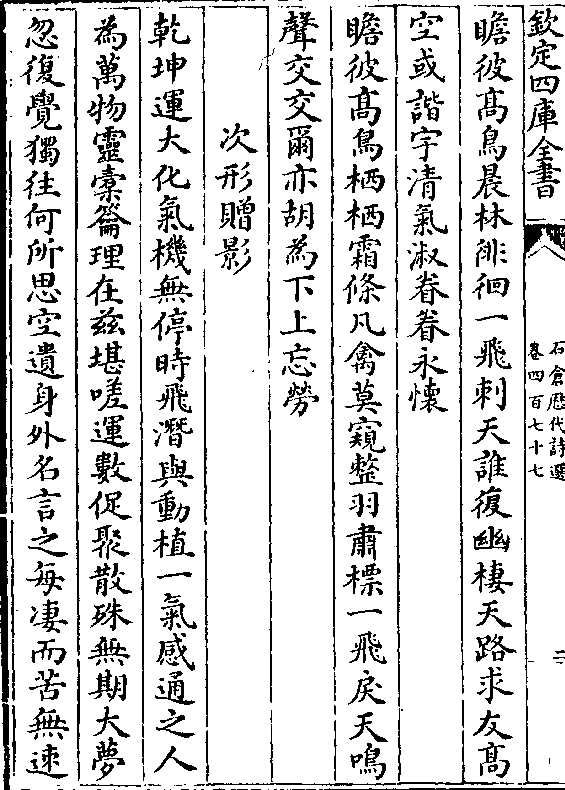 欽定四庫全書
石倉歴代詩選
卷四百七十七
二
瞻彼髙鳥晨林徘徊一飛刺天誰復幽棲天路求友髙
空或諧宇清氣淑眷眷永懷
瞻彼髙鳥栖栖霜條凡禽莫窺整羽肅標一飛戾天鳴
聲交交爾亦胡為下上忘勞
次形贈影
乾坤運大化氣機無停時飛潛與動植一氣感通之人
為萬物靈橐籥理在兹堪嗟運數促聚散殊無期大夢
忽復覺獨往何所思空遺身外名言之每凄而苦無速